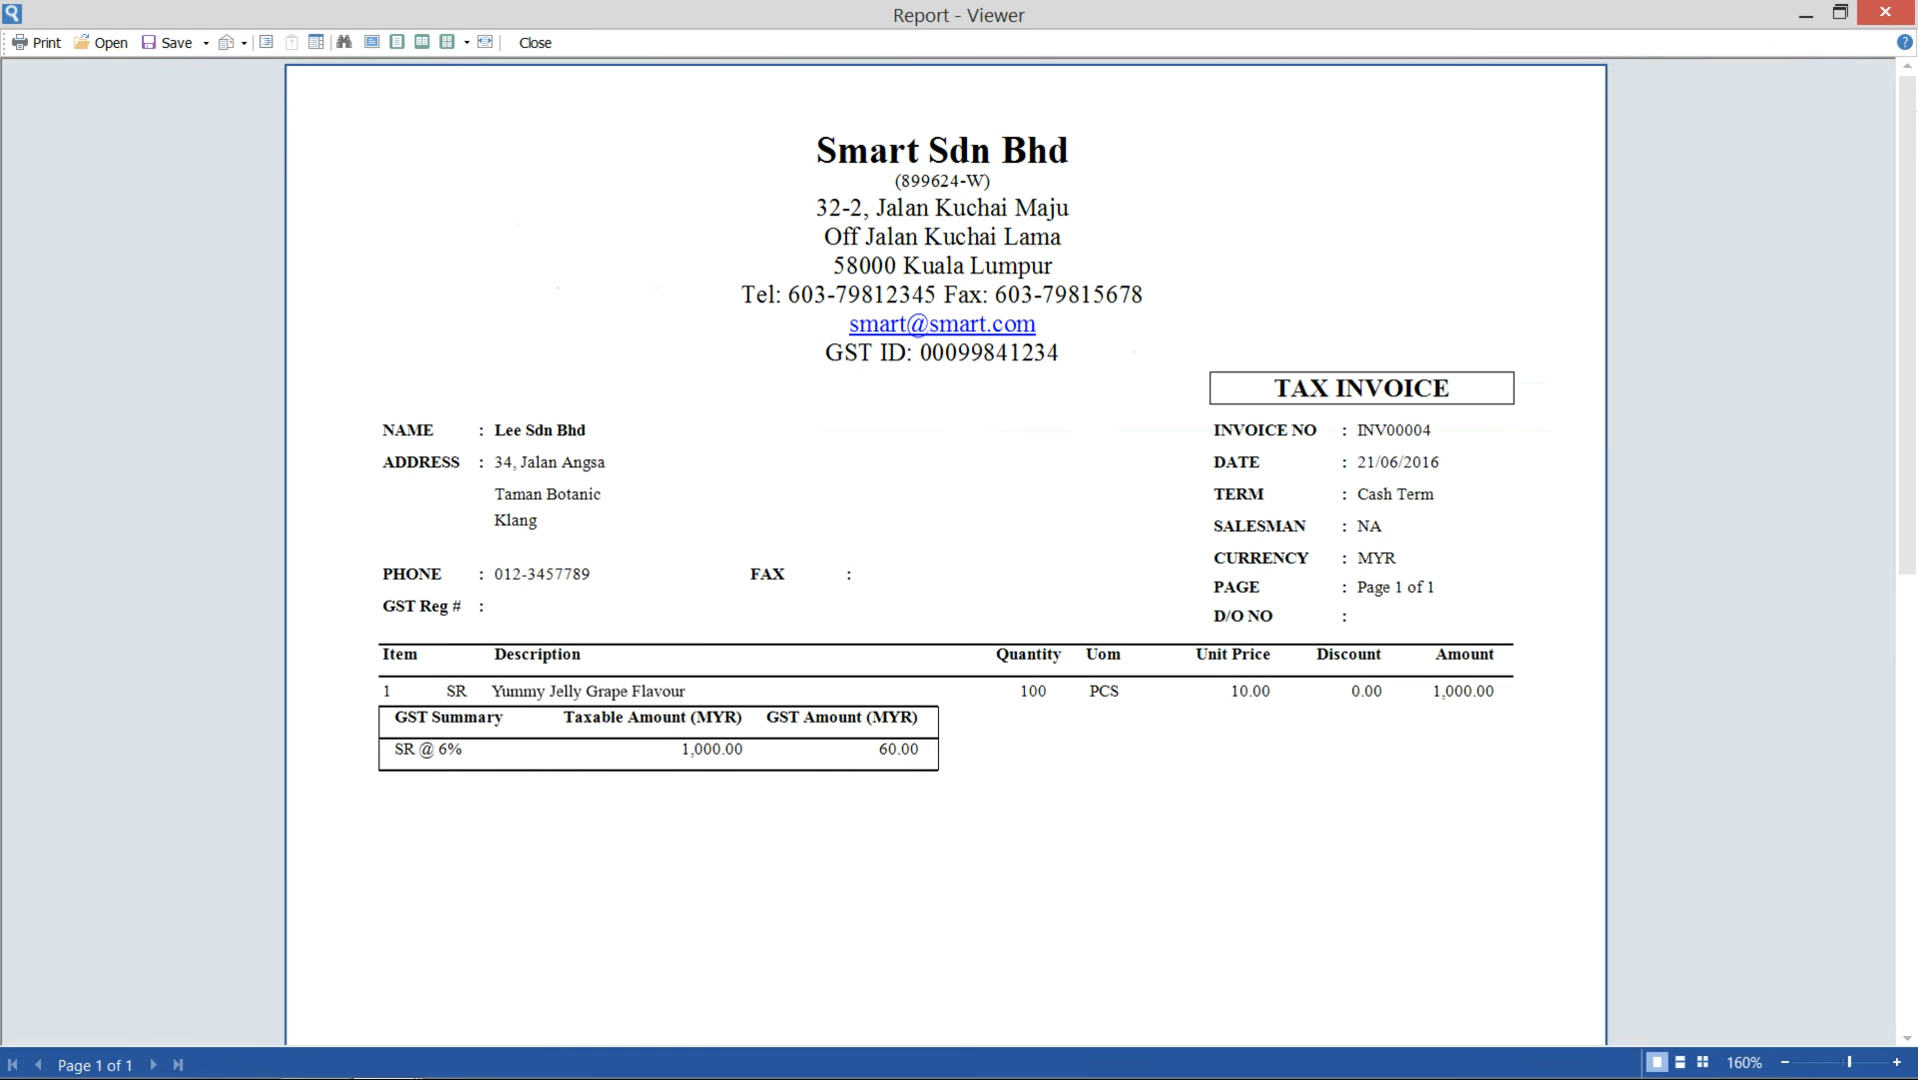 Report - Viewer
Print Open Save Close
Smart Sdn Bhd
(899624-W)
32-2, Jalan Kuchai Maju
Off Jalan Kuchai Lama
58000 Kuala Lumpur
Tel: 603-79812345 Fax: 603-79815678
smart@smart.com
GST ID: 00099841234
TAX INVOICE
NAME : Lee Sdn Bhd INVOICE NO : INV00004
ADDRESS : 34, Jalan Angsa DATE : 21/06/2016
Taman Botanic TERM : Cash Term
Klang SALESMAN : NA
CURRENCY : MYR
PHONE : 012-3457789 FAX : PAGE : Page 1 of 1
GST Reg # : D/O NO :
Item Description Quantity Uom Unit Price Discount Amount
1 SR Yummy Jelly Grape Flavour 100 PCS 10.00 0.00 1,000.00
GST Summary Taxable Amount (MYR) GST Amount (MYR)
SR @ 6% 1,000.00 60.00
Page 1 of 1 160%